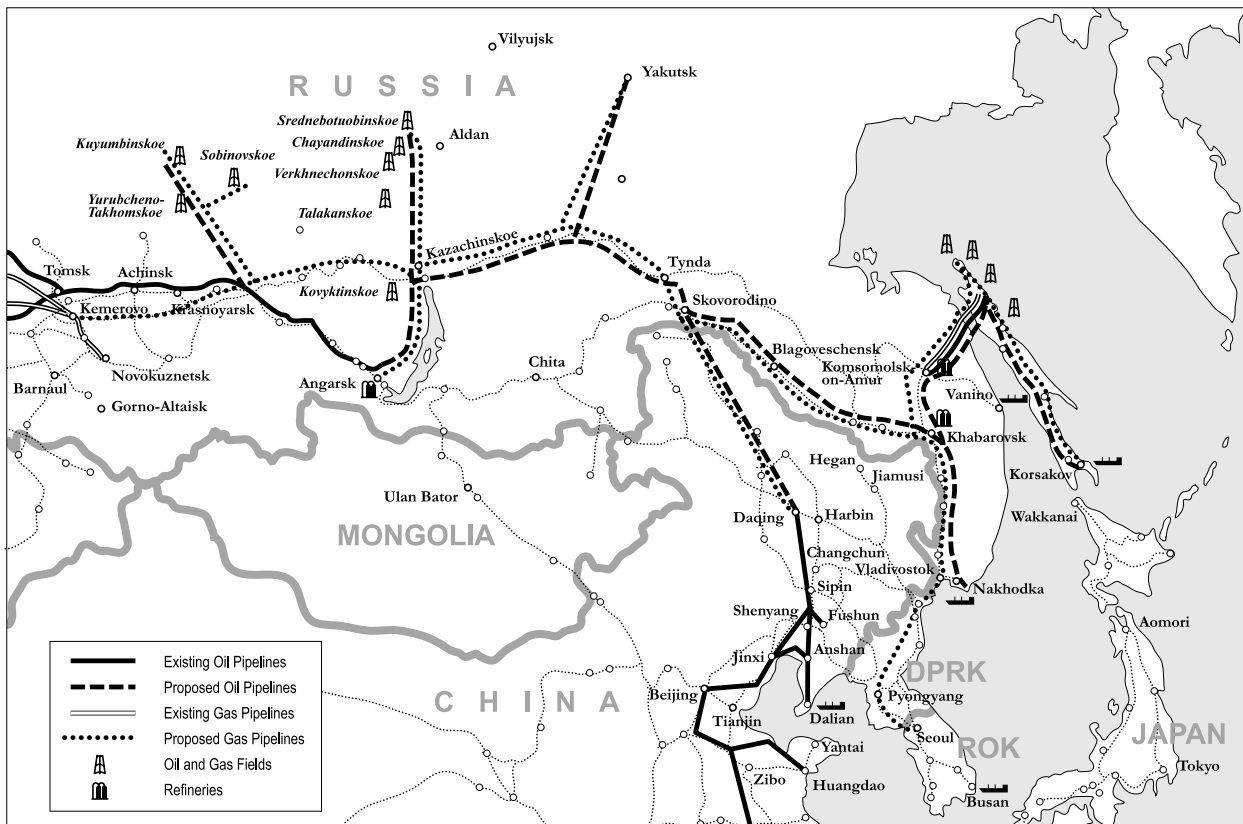 Vilyujsk
Yakutsk
RUSSIA
Srednebotuobinskoe
Kuyumbinskoe
Chayandinskoe
Aldan
Sobinovskoe
Verkhnechonskoe
Yurubcheno-
Takhomskoe
Talakanskoe
Kazachinskoe
Tomsk
Achinsk
Tynda
Kovyktinskoe
Kemerovo
Krasnoyarsk
Skovorodino
Blagoveschensk
Chita
Komsomolsk
on-Amur
Novokuznetsk
Barnaul
Angarsk
Vanino
Gorno-Altaisk
Khabarovsk
Hegan
Jiamusi
Korsakov
Ulan Bator
Wakkanai
Daqing
Harbin
MONGOLIA
Changchun
Vladivostok
Sipin
Nakhodka
Shenyang
Fushun
Aomori
Jinxi
Anshan
DPRK
CHINA
Beijing
Pyongyang
Tianjin
Dalian
Seoul
JAPAN
Yantai
ROK
Tokyo
Zibo
Huangdao
Busan
Existing Oil Pipelines
Proposed Oil Pipelines
Existing Gas Pipelines
Proposed Gas Pipelines
Oil and Gas Fields
Refineries